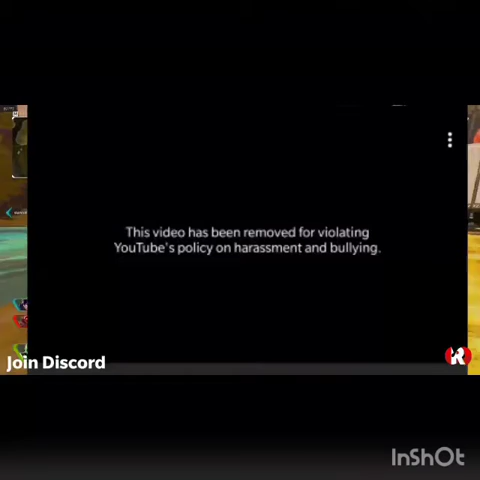 This video has been removed for violating
YouTube's policy on harassment and bullying.
Join Discord
InShOt